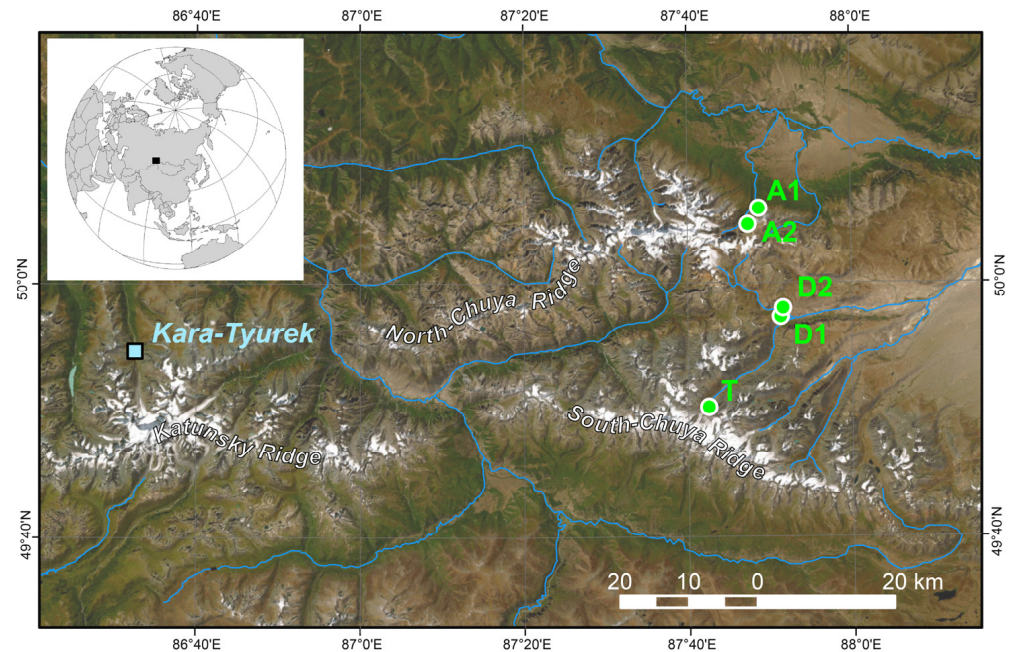 86°40'E 87°0'E 87°20'E 87°40'E 88°0'E
A1
A2
50°0'N 50°0'N
D2
North-Chuya Ridge
Kara-Tyurek
D1
T
South-Chuya Ridge
Katunsky Ridge
49°40'N 49°40'N
20 10 0 20 km
86°40'E 87°0'E 87°20'E 87°40'E 88°0'E